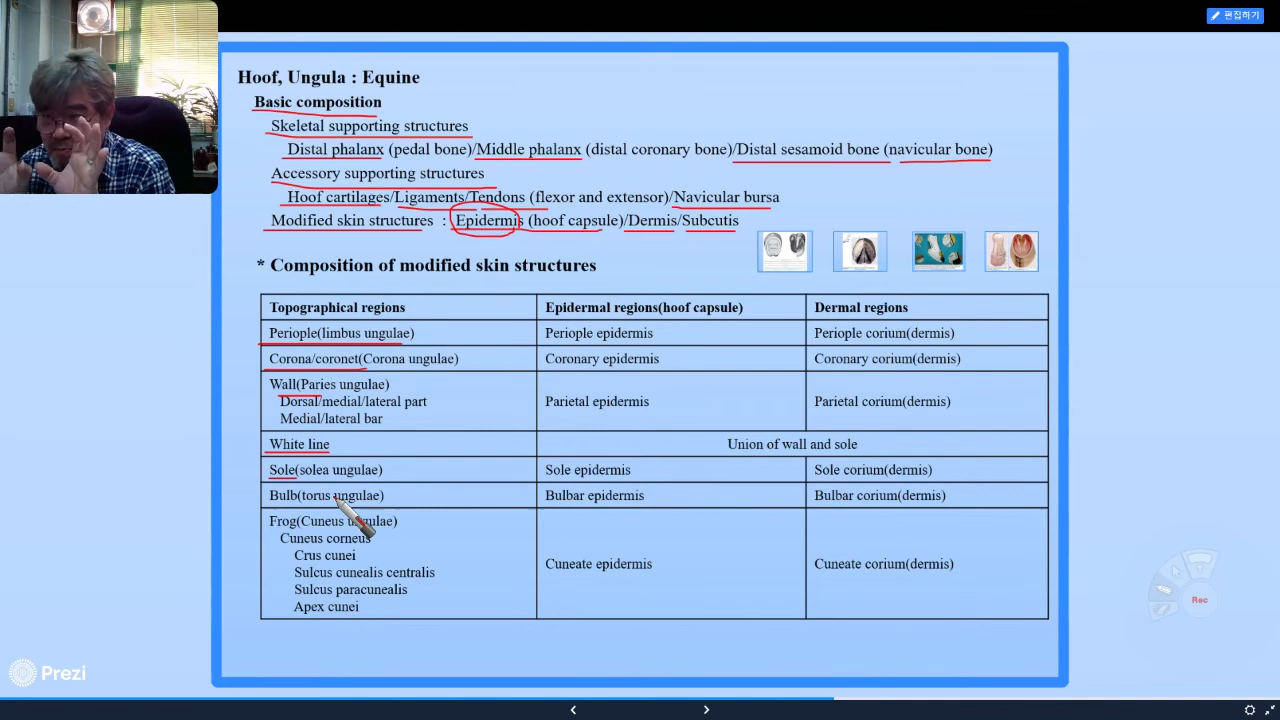 편집하기
Hoof, Ungula : Equine
Basic composition
Skeletal supporting structures
Distal phalanx (pedal bone)/Middle phalanx (distal coronary bone)/Distal sesamoid bone (navicular bone)
Accessory supporting structures
Hoof cartilages/Ligaments/Tendons (flexor and extensor)/Navicular bursa
Modified skin structures : Epidermis (hoof capsule)/Dermis/Subcutis
* Composition of modified skin structures
Topographical regions Epidermal regions(hoof capsule) Dermal regions
Periople(limbus ungulae) Periople epidermis Periople corium(dermis)
Corona/coronet(Corona ungulae) Coronary epidermis Coronary corium(dermis)
Wall(Paries ungulae)
Dorsal/medial/lateral part Parietal epidermis Parietal corium(dermis)
Medial/lateral bar
White line Union of wall and sole
Sole(solea ungulae) Sole epidermis Sole corium(dermis)
Bulb(torus ungulae) Bulbar epidermis Bulbar corium(dermis)
Frog(Cuneus ungulae)
Cuneus corneus
Crus cunei Cuneate epidermis Cuneate corium(dermis)
Sulcus cunealis centralis
Sulcus paracunealis
Apex cunei
Rec
Prezi